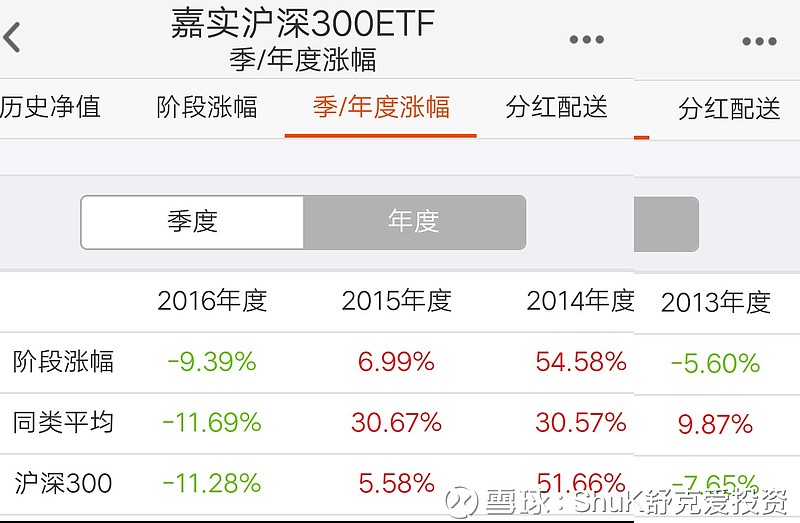 嘉实沪深300ETF
季/年度涨幅
历史净值 阶段涨幅 季/年度涨幅 分红配送 分红配送
季度 年度
2016年度 2015年度 2014年度 2013年度
阶段涨幅 -9.39% 6.99% 54.58% -5.60%
同类平均 -11.69% 30.67% 30.57% 9.87%
沪深300 -11.28% 5.58% 51.66% -7.65%
雪球:ShuK舒克爱投资